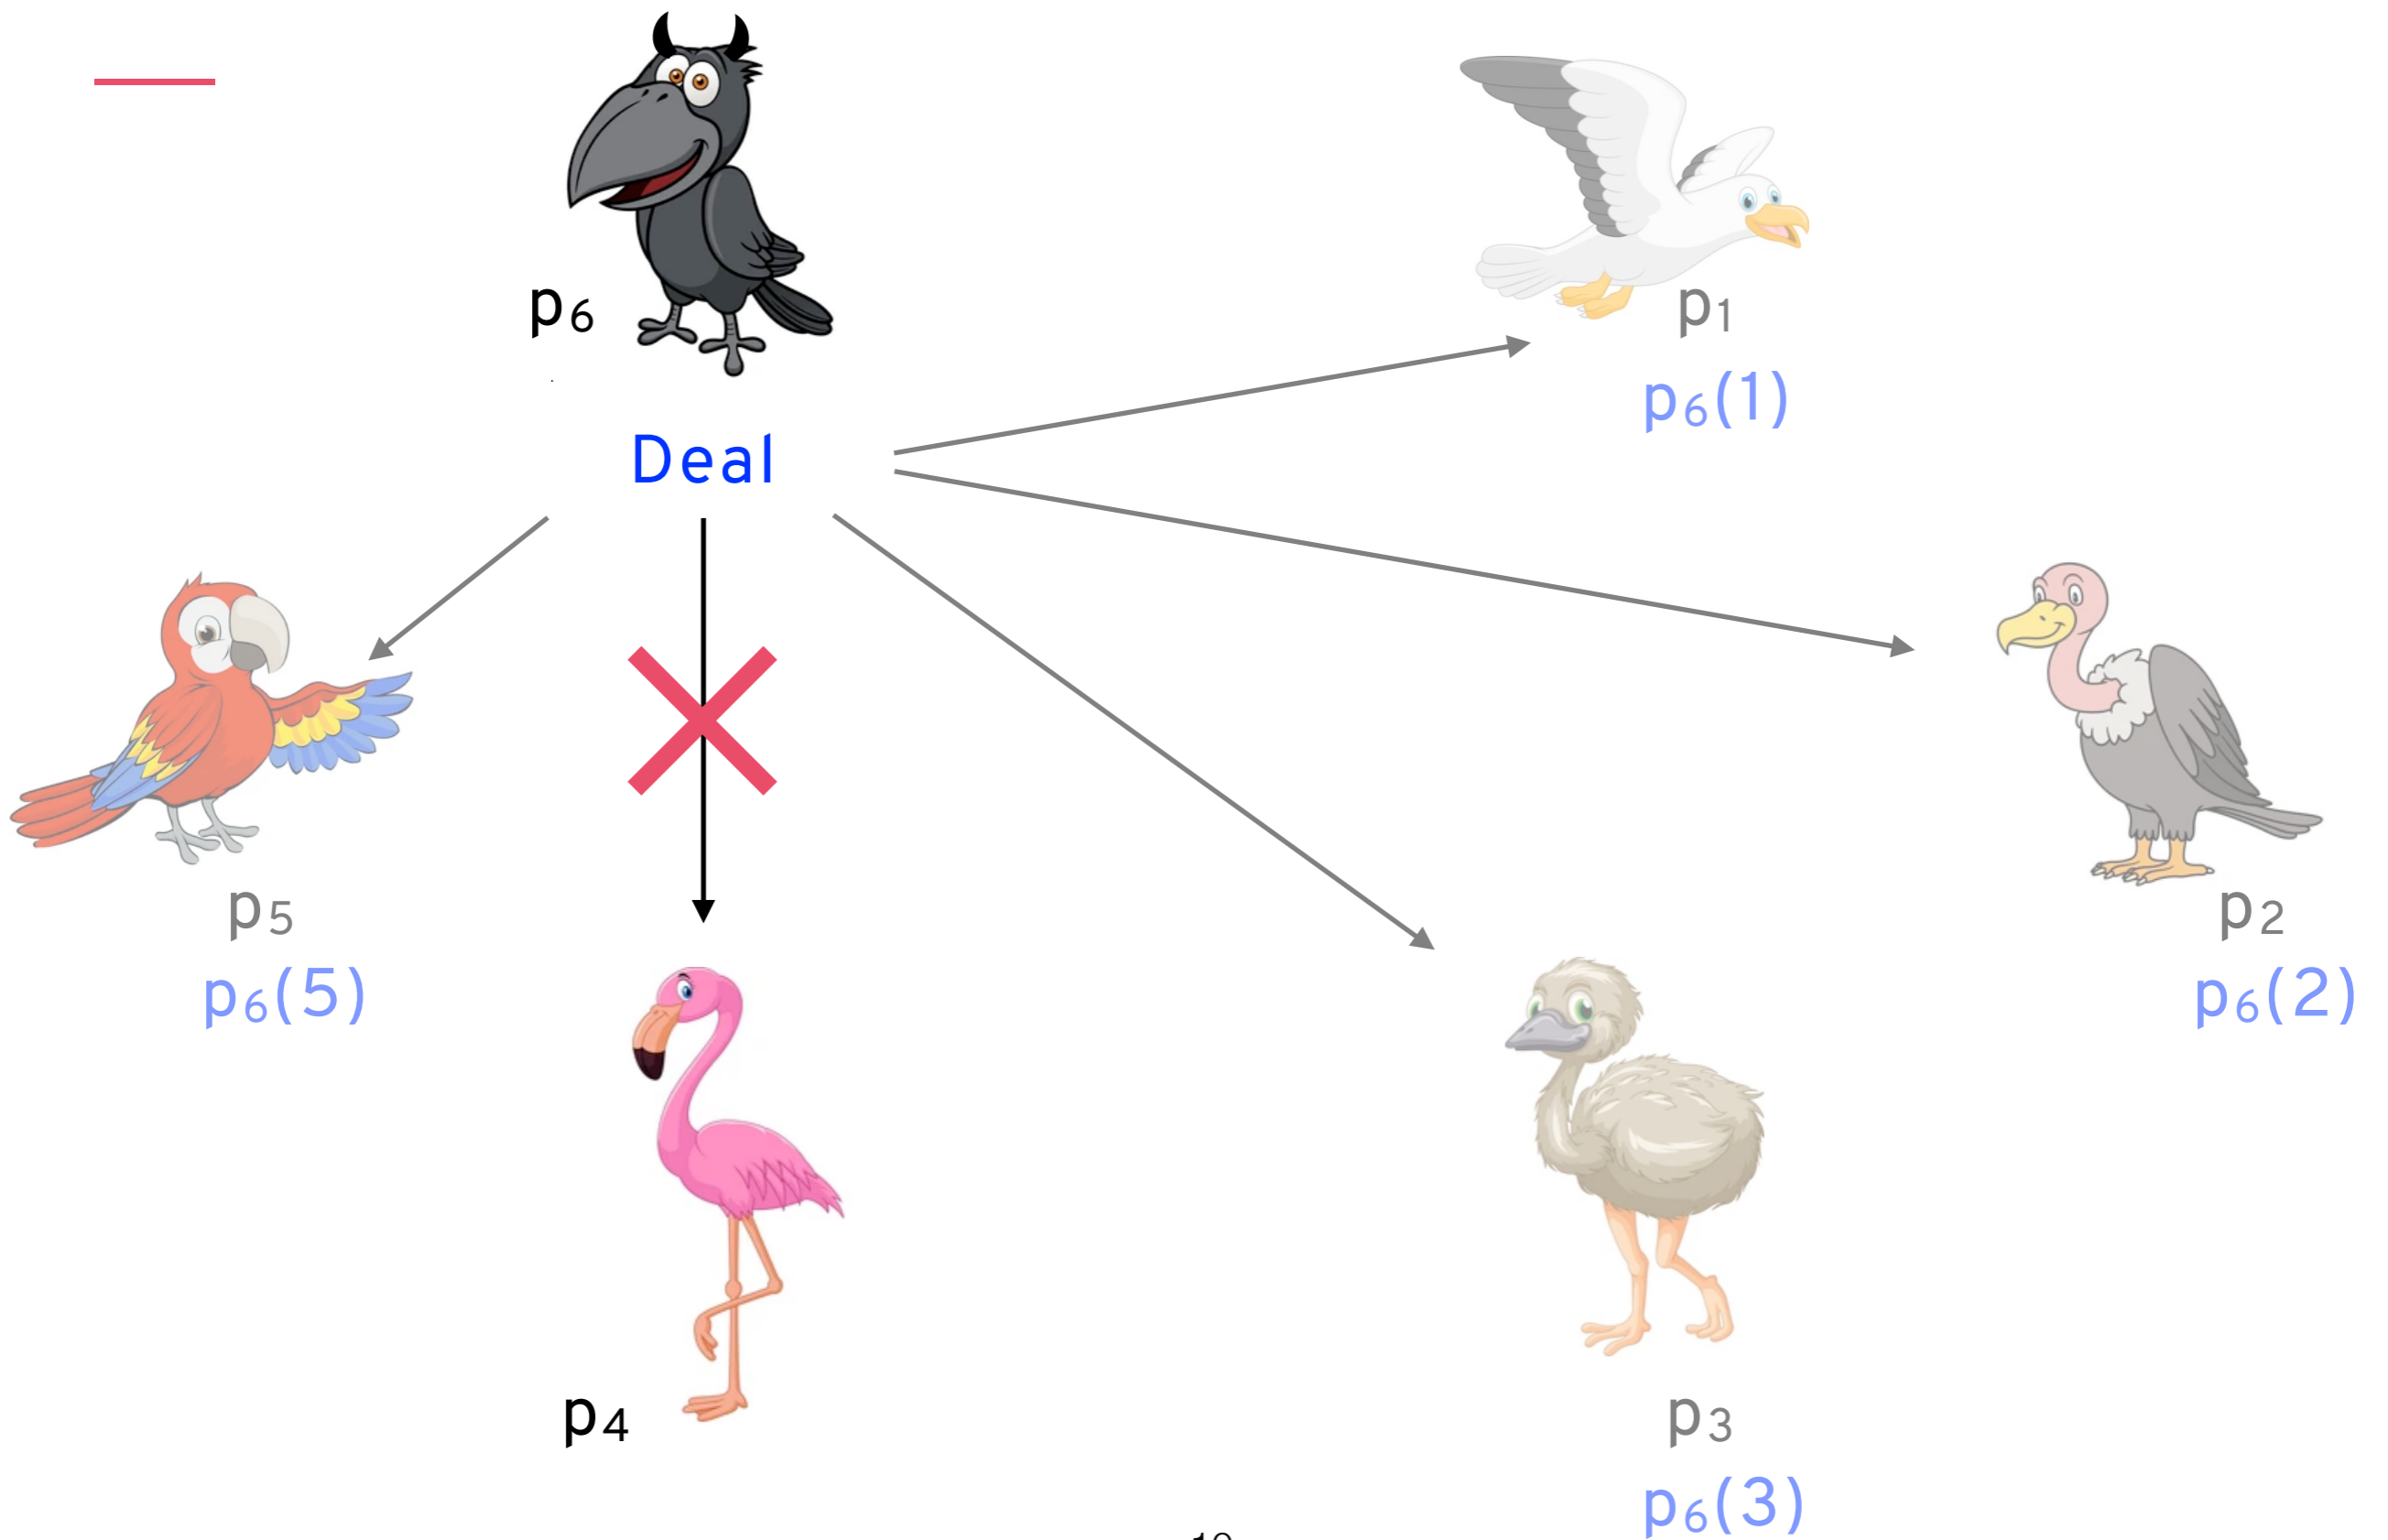 p₆
p₁
p₆(1)
Deal
p₅
p₆(5)
p₂
p₆(2)
p₄
p₃
p₆(3)